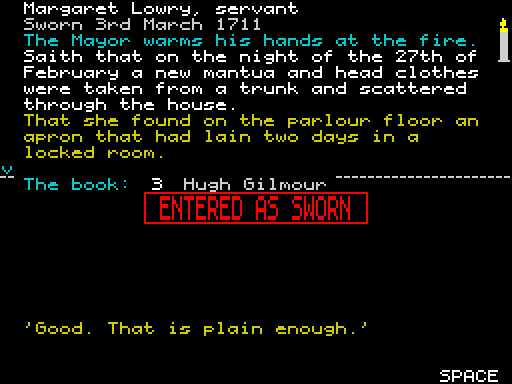 Margaret Lowry, servant
Sworn 3rd March 1711
The Mayor warms his hands at the fire.
Saith that on the night of the 27th of
February a new mantua and head clothes
were taken from a trunk and scattered
through the house.
That she found on the parlour floor an
apron that had lain two days in a
locked room.
v
The book: 3 Hugh Gilmour
ENTERED AS SWORN
'Good. That is plain enough.'
SPACE